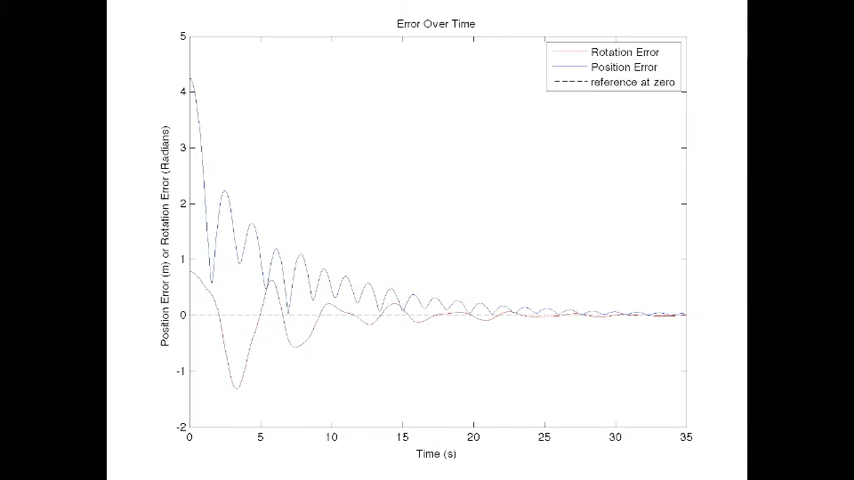 Error Over Time
5
4
3
2
1
0
-1
-2
Position Error (m) or Rotation Error (Radians)
Rotation Error
Position Error
reference at zero
0 5 10 15 20 25 30 35
Time (s)